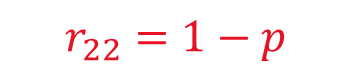 r₂₂ = 1 − p